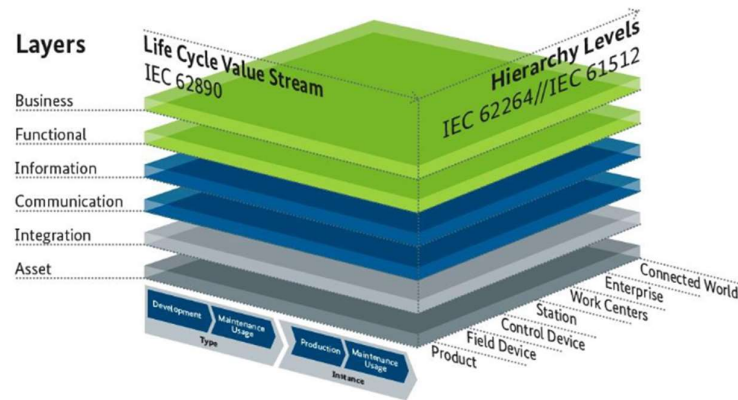 Layers
Life Cycle Value Stream
IEC 62890
Hierarchy Levels
IEC 62264//IEC 61512
Business
Functional
Information
Communication
Integration
Asset
Development
Maintenance
Usage
Type
Production
Maintenance
Usage
Instance
Connected World
Enterprise
Work Centers
Station
Control Device
Field Device
Product